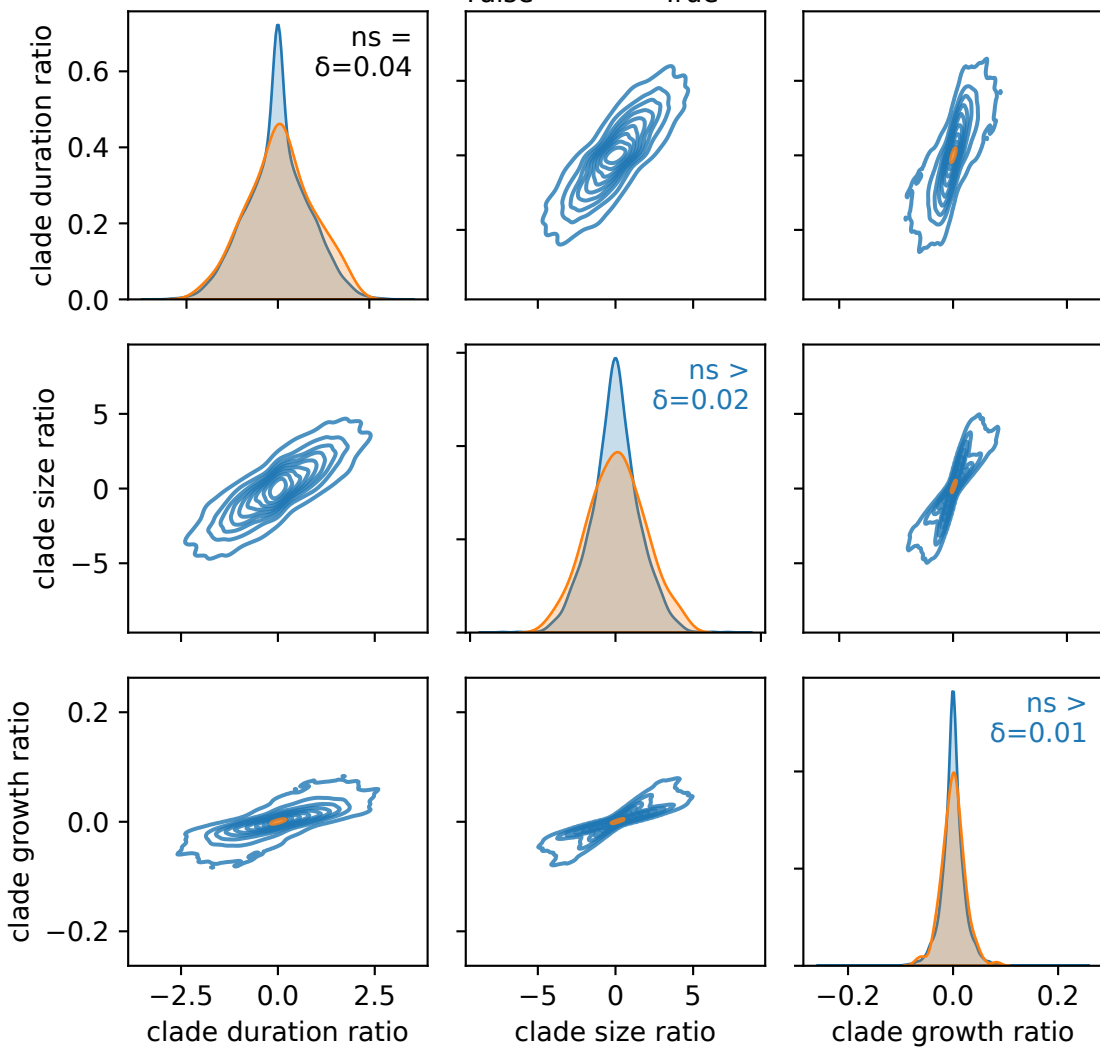 clade duration ratio
0.6
0.4
0.2
0.0
ns =
δ=0.04
clade size ratio
5
0
−5
ns >
δ=0.02
clade growth ratio
0.2
0.0
−0.2
ns >
δ=0.01
−2.5 0.0 2.5
−5 0 5
−0.2 0.0 0.2
clade duration ratio
clade size ratio
clade growth ratio